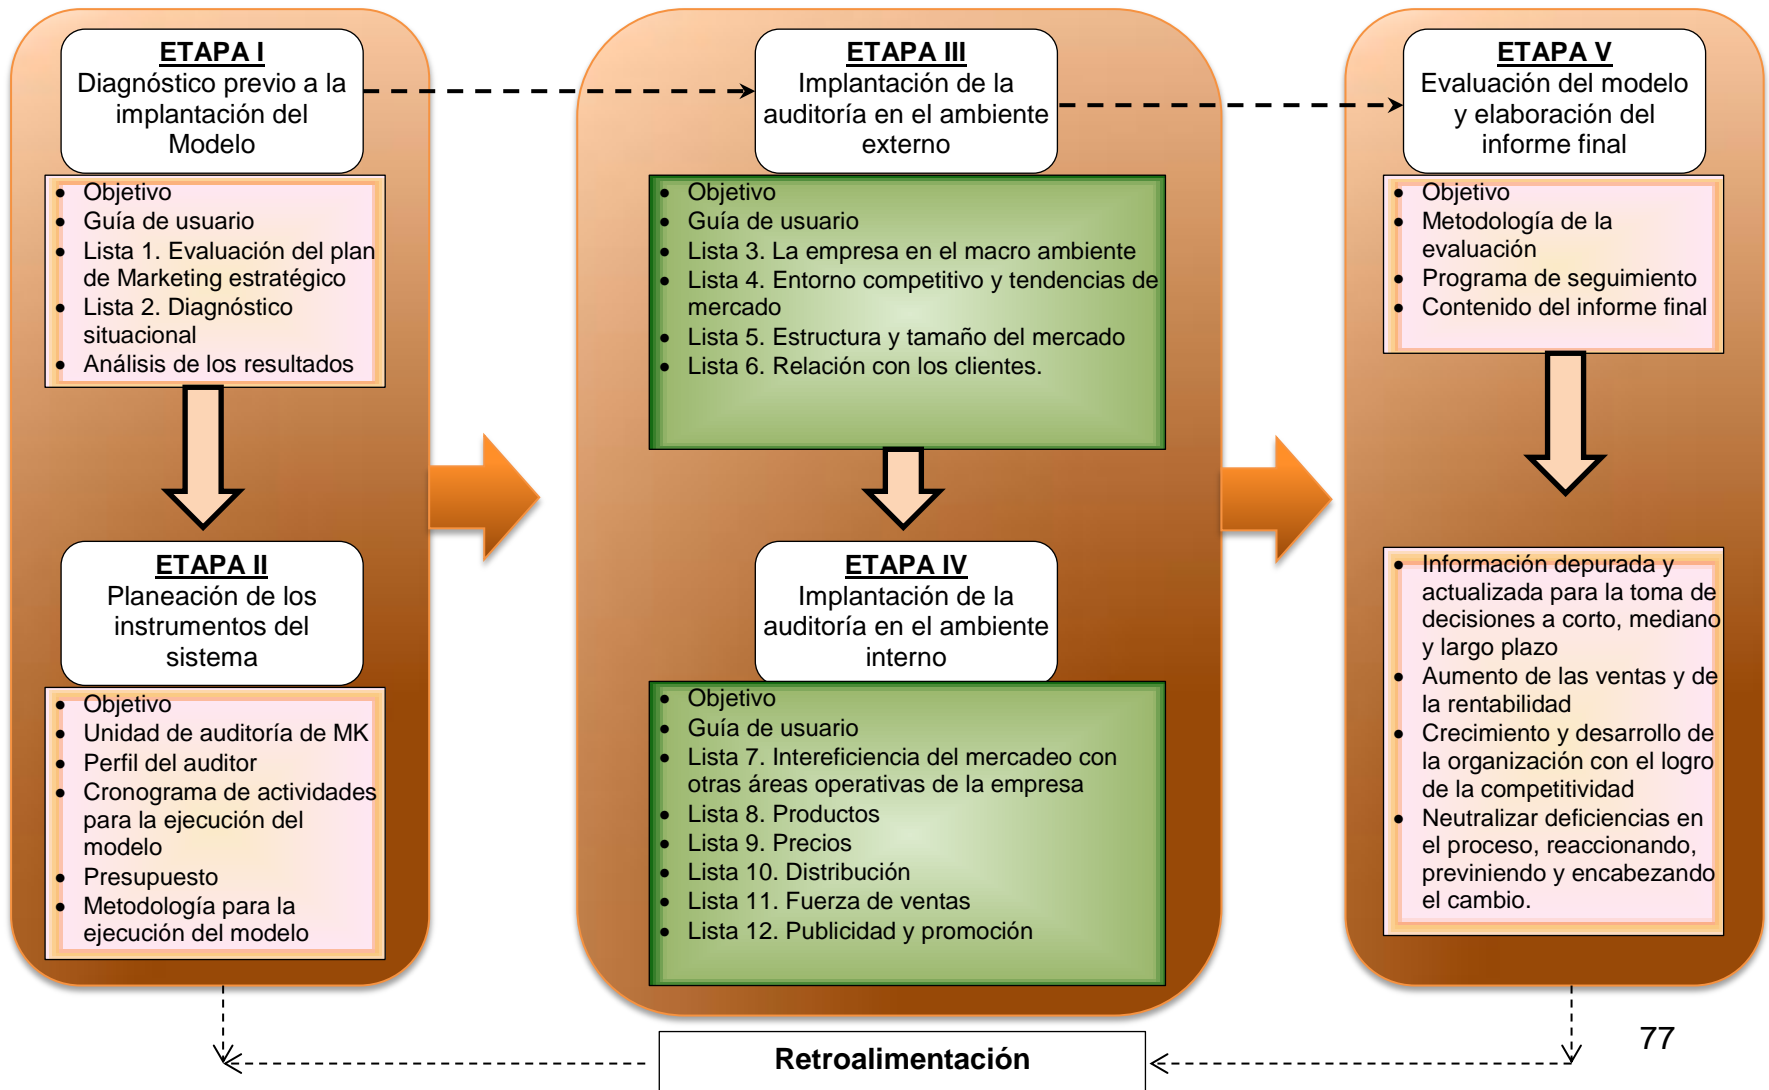 ETAPA I
Diagnóstico previo a la
implantación del
Modelo
• Objetivo
• Guía de usuario
• Lista 1. Evaluación del plan
de Marketing estratégico
• Lista 2. Diagnóstico
situacional
• Análisis de los resultados
ETAPA II
Planeación de los
instrumentos del
sistema
• Objetivo
• Unidad de auditoría de MK
• Perfil del auditor
• Cronograma de actividades
para la ejecución del
modelo
• Presupuesto
• Metodología para la
ejecución del modelo
ETAPA III
Implantación de la
auditoría en el ambiente
externo
• Objetivo
• Guía de usuario
• Lista 3. La empresa en el macro ambiente
• Lista 4. Entorno competitivo y tendencias de
mercado
• Lista 5. Estructura y tamaño del mercado
• Lista 6. Relación con los clientes.
ETAPA IV
Implantación de la
auditoría en el ambiente
interno
• Objetivo
• Guía de usuario
• Lista 7. Intereficiencia del mercadeo con
otras áreas operativas de la empresa
• Lista 8. Productos
• Lista 9. Precios
• Lista 10. Distribución
• Lista 11. Fuerza de ventas
• Lista 12. Publicidad y promoción
ETAPA V
Evaluación del modelo
y elaboración del
informe final
• Objetivo
• Metodología de la
evaluación
• Programa de seguimiento
• Contenido del informe final
• Información depurada y
actualizada para la toma de
decisiones a corto, mediano
y largo plazo
• Aumento de las ventas y de
la rentabilidad
• Crecimiento y desarrollo de
la organización con el logro
de la competitividad
• Neutralizar deficiencias en
el proceso, reaccionando,
previniendo y encabezando
el cambio.
Retroalimentación
77